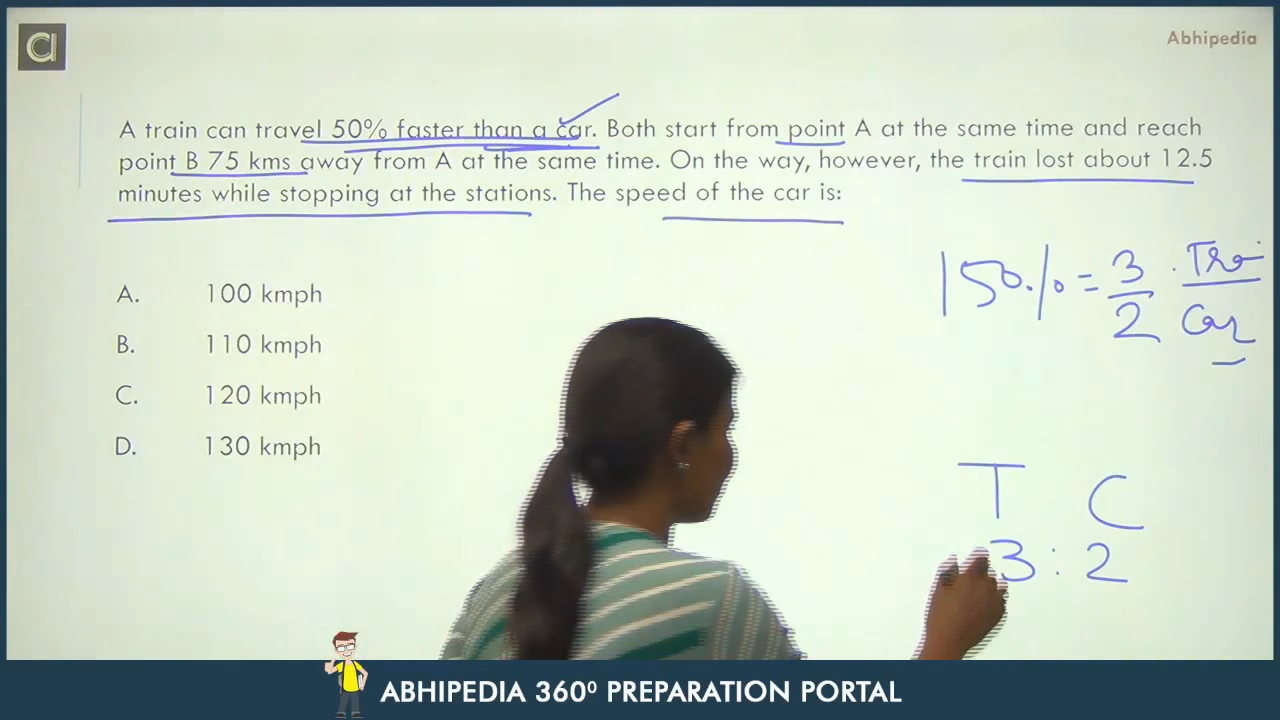 Abhipedia
A train can travel 50% faster than a car. Both start from point A at the same time and reach
point B 75 kms away from A at the same time. On the way, however, the train lost about 12.5
minutes while stopping at the stations. The speed of the car is:
150% = 3/2 Train/Car
A. 100 kmph
B. 110 kmph
C. 120 kmph
D. 130 kmph
T C
3 : 2
ABHIPEDIA 360⁰ PREPARATION PORTAL